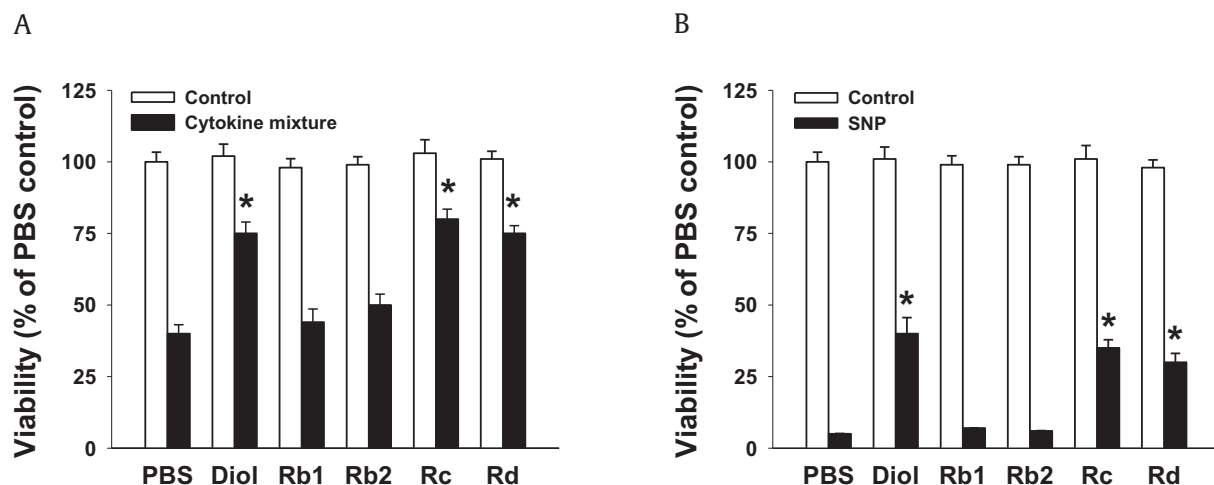 A
Viability (% of PBS control)
125
100
75
50
25
0
Control
Cytokine mixture
*
*
*
PBS Diol Rb1 Rb2 Rc Rd
B
Viability (% of PBS control)
125
100
75
50
25
0
Control
SNP
*
*
*
PBS Diol Rb1 Rb2 Rc Rd